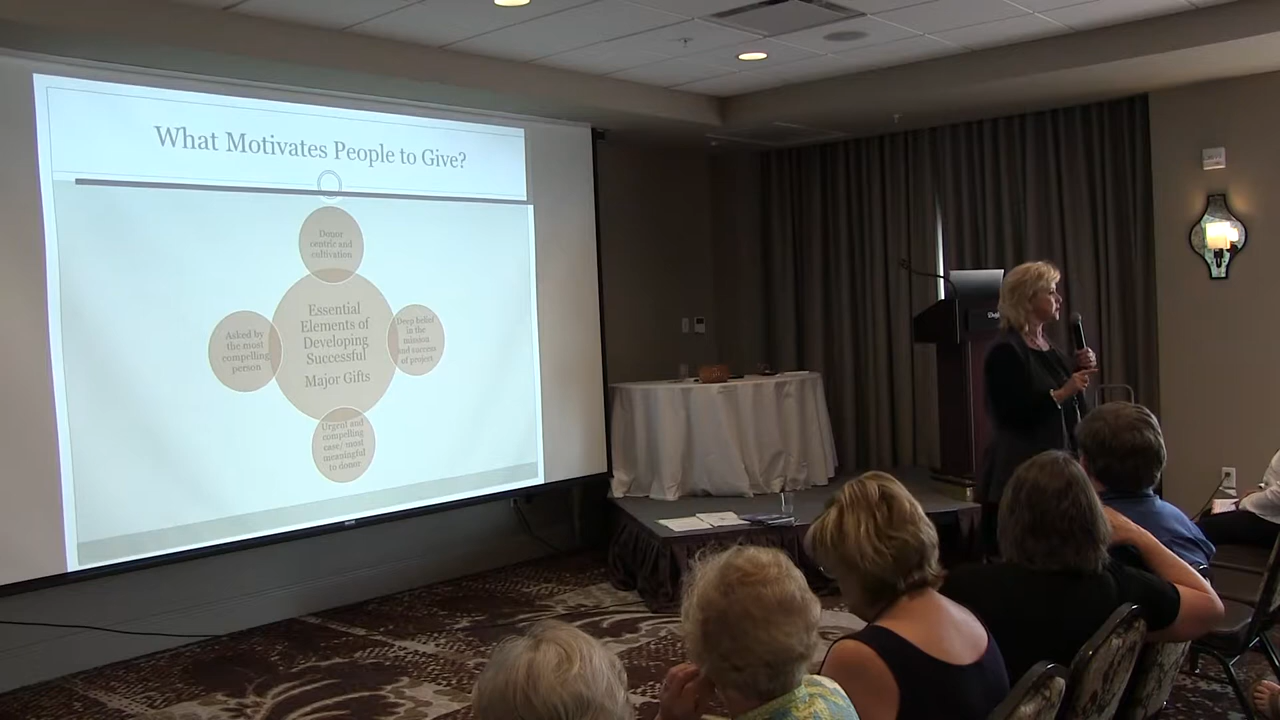 What Motivates People to Give?
Donor
centric and
cultivation
Essential
Elements of
Developing
Successful
Major Gifts
Asked by
the most
compelling
person
Deep belief
in the
mission
and success
of project
Urgent and
compelling
case/ most
meaningful
to donor